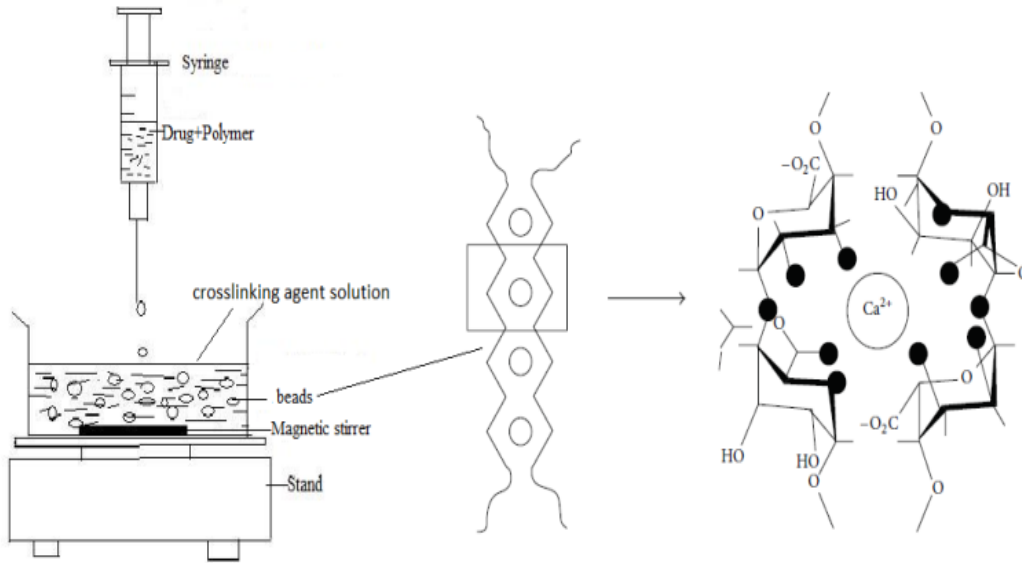 Syringe
Drug+Polymer
crosslinking agent solution
beads
Magnetic stirrer
Stand
O
O
−O₂C
HO
OH
O
O
Ca²⁺
O
O
−O₂C
HO
HO
O
O